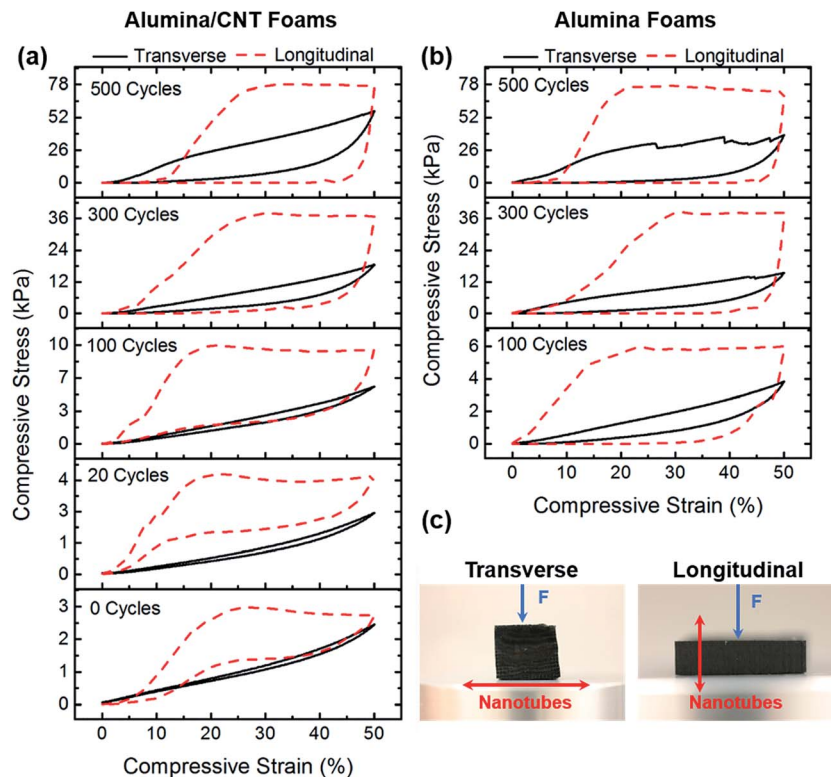 Alumina/CNT Foams
Alumina Foams
(a)
Transverse Longitudinal
500 Cycles
78
52
26
0
300 Cycles
36
24
12
0
100 Cycles
10
7
3
0
20 Cycles
4
3
1
0
0 Cycles
3
2
1
0
0 10 20 30 40 50
Compressive Strain (%)
Compressive Stress (kPa)
(b)
Transverse Longitudinal
500 Cycles
78
52
26
0
300 Cycles
36
24
12
0
100 Cycles
6
4
2
0
0 10 20 30 40 50
Compressive Strain (%)
Compressive Stress (kPa)
(c)
Transverse
F
Nanotubes
Longitudinal
F
Nanotubes